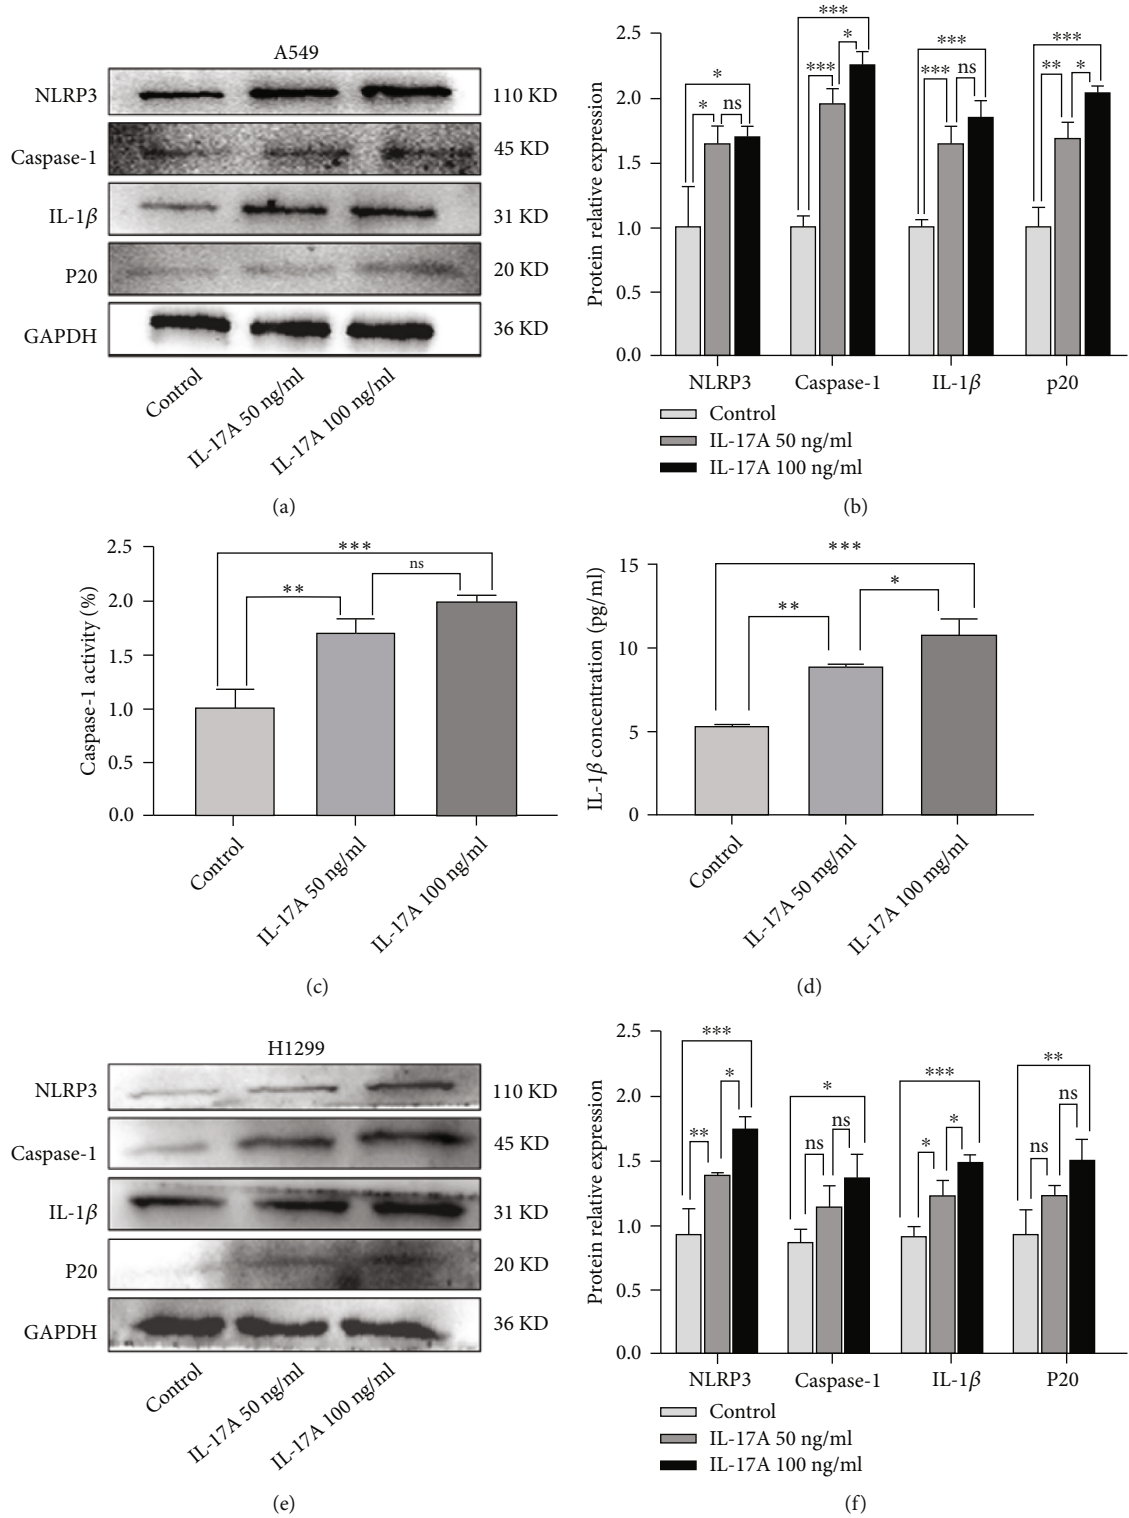 A549
NLRP3
110 KD
Caspase-1
45 KD
IL-1β
31 KD
P20
20 KD
GAPDH
36 KD
Control
IL-17A 50 ng/ml
IL-17A 100 ng/ml
(a)
Protein relative expression
2.5
2.0
1.5
1.0
0.5
0.0
*
*
ns
***
***
*
***
***
ns
***
**
*
NLRP3
Caspase-1
IL-1β
p20
Control
IL-17A 50 ng/ml
IL-17A 100 ng/ml
(b)
Caspase-1 activity (%)
2.5
2.0
1.5
1.0
0.5
0.0
***
**
ns
Control
IL-17A 50 ng/ml
IL-17A 100 ng/ml
(c)
IL-1β concentration (pg/ml)
15
10
5
0
***
**
*
Control
IL-17A 50 mg/ml
IL-17A 100 mg/ml
(d)
H1299
NLRP3
110 KD
Caspase-1
45 KD
IL-1β
31 KD
P20
20 KD
GAPDH
36 KD
Control
IL-17A 50 ng/ml
IL-17A 100 ng/ml
(e)
Protein relative expression
2.5
2.0
1.5
1.0
0.5
0.0
***
**
*
*
ns
ns
***
*
*
**
ns
ns
NLRP3
Caspase-1
IL-1β
P20
Control
IL-17A 50 ng/ml
IL-17A 100 ng/ml
(f)